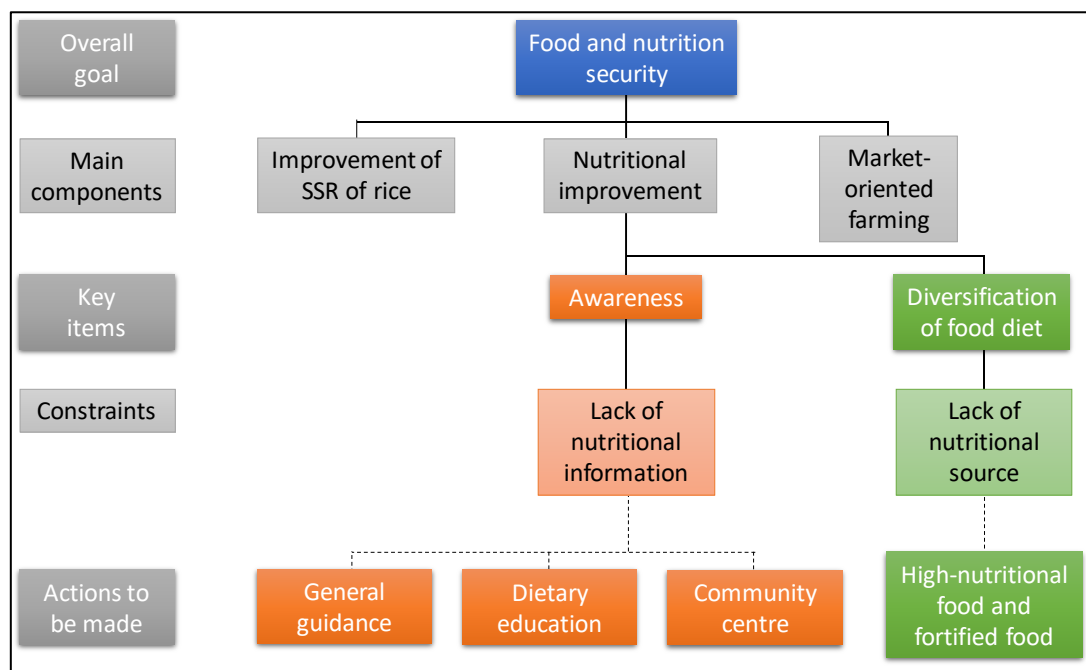 Overall
goal
Food and nutrition
security
Main
components
Improvement of
SSR of rice
Nutritional
improvement
Market-
oriented
farming
Key
items
Awareness
Diversification
of food diet
Constraints
Lack of
nutritional
information
Lack of
nutritional
source
Actions to
be made
General
guidance
Dietary
education
Community
centre
High-nutritional
food and
fortified food